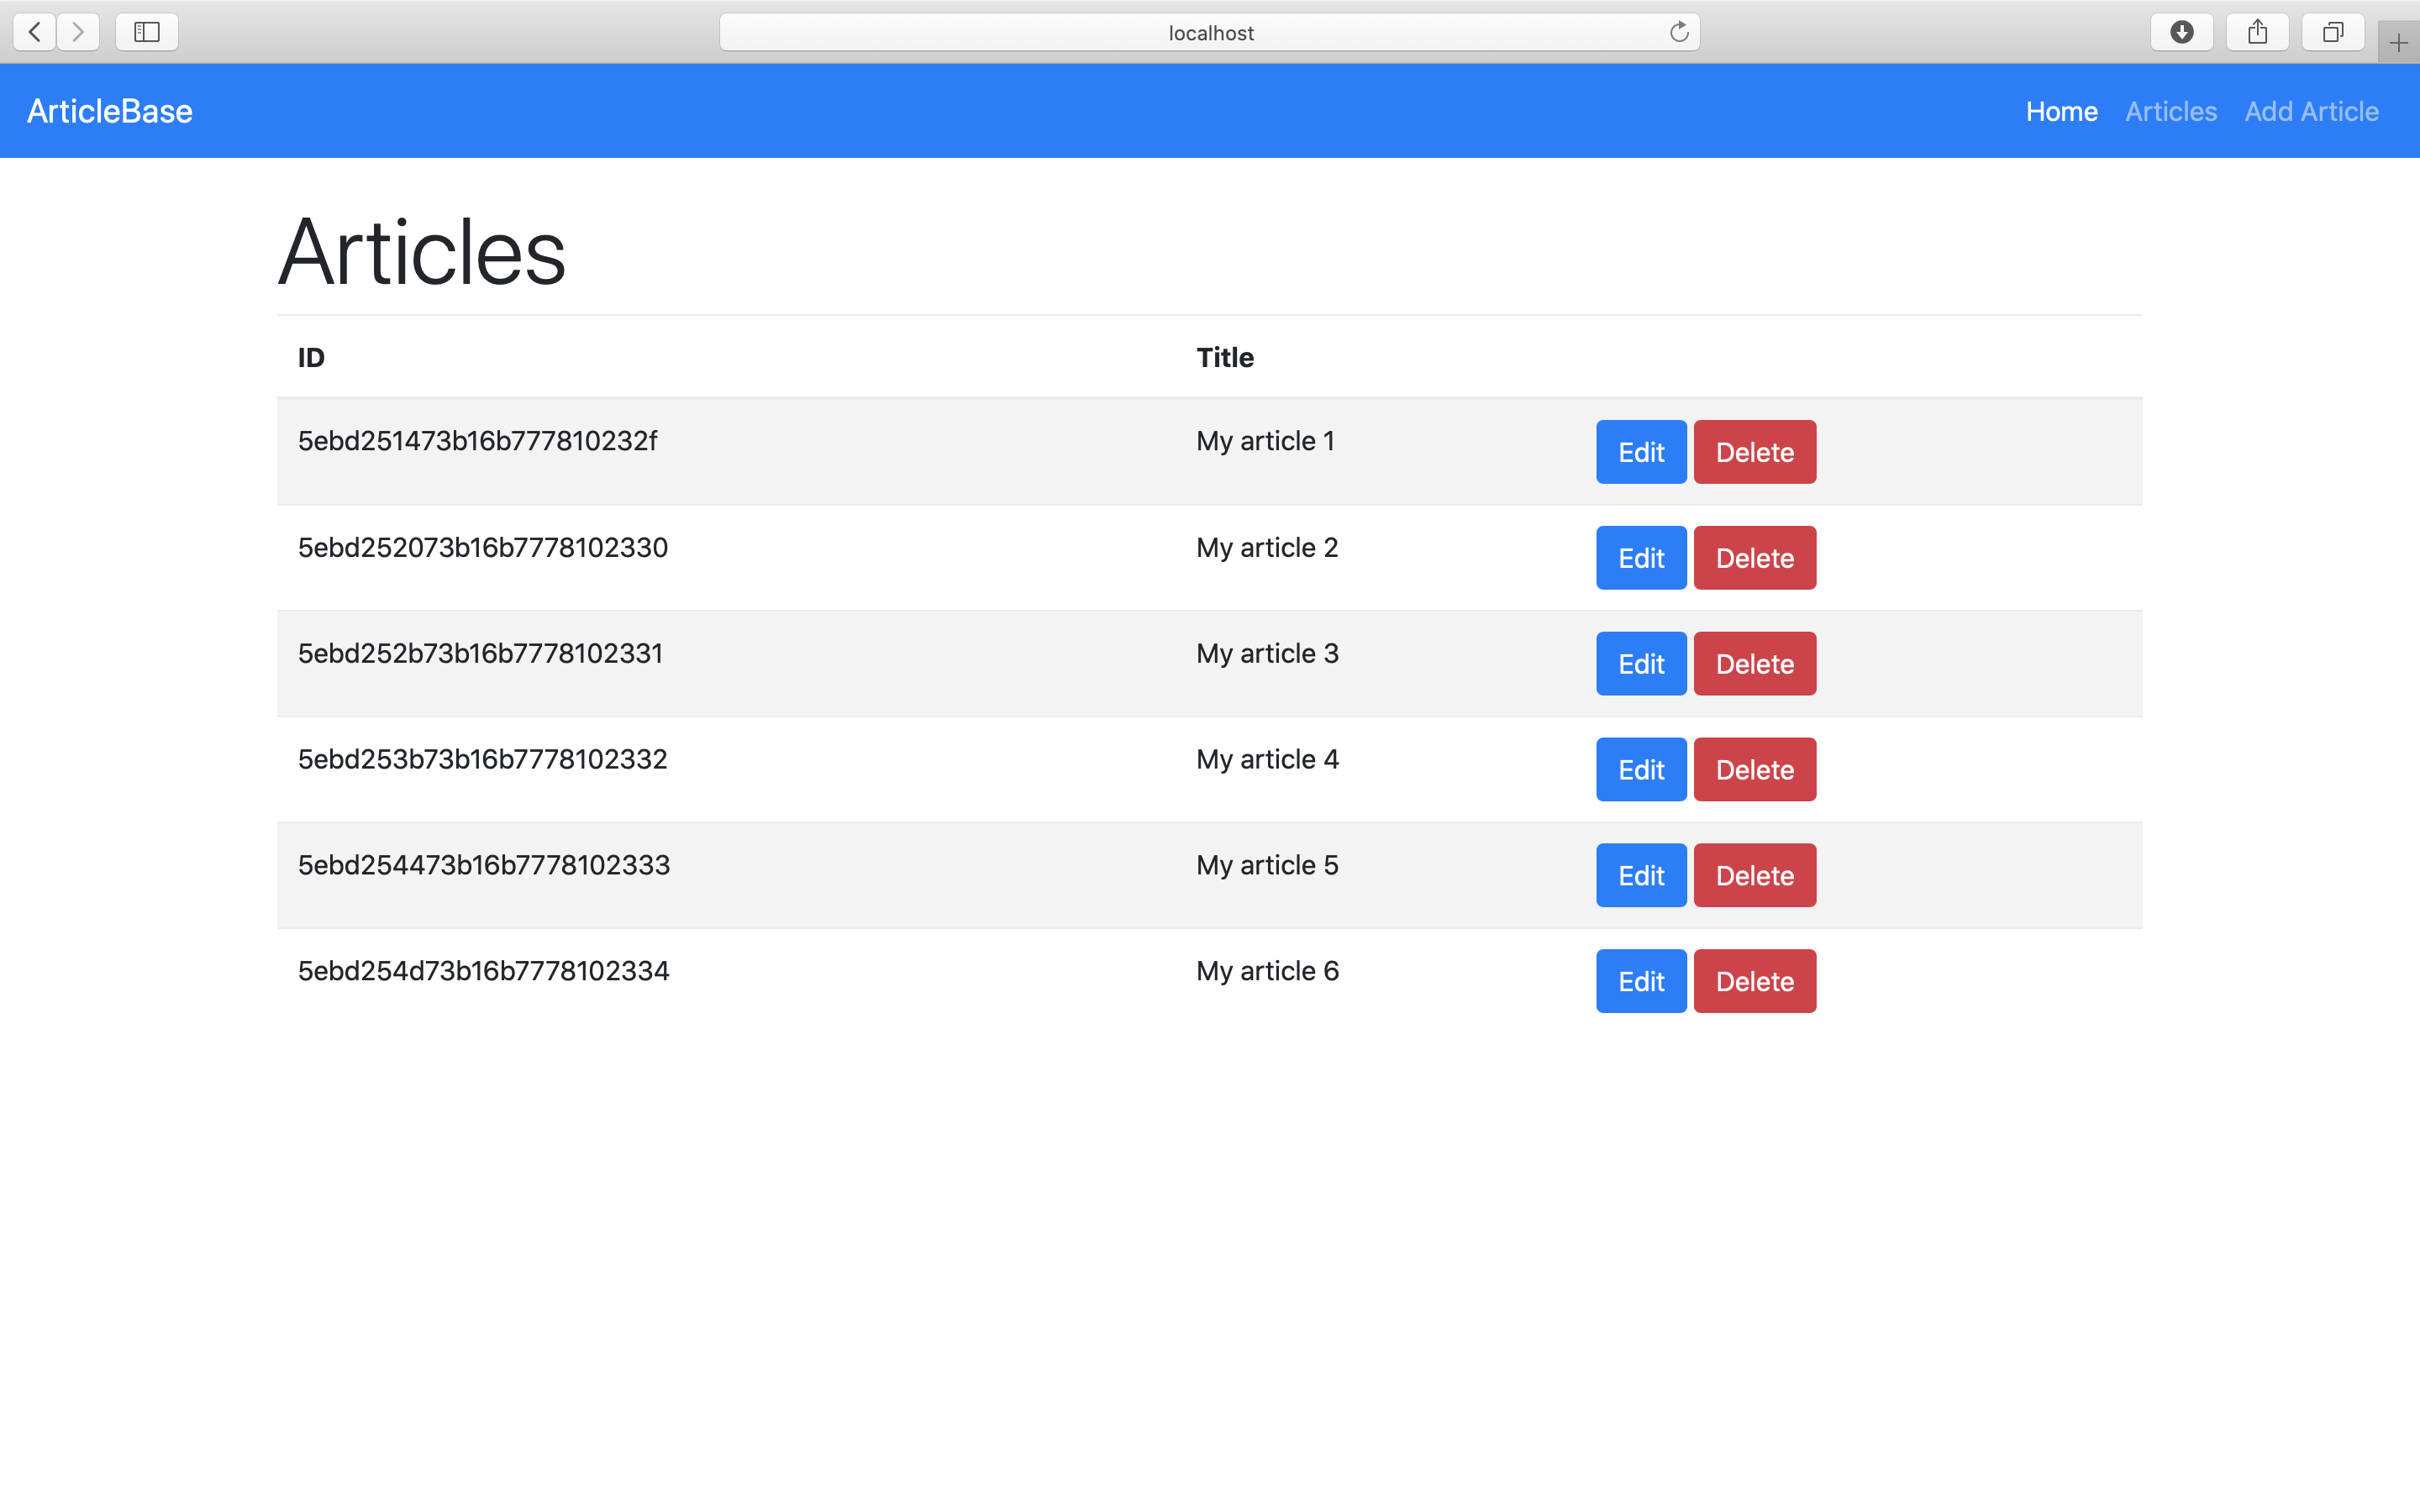 localhost
ArticleBase Home Articles Add Article
Articles
ID Title
5ebd251473b16b777810232f My article 1 Edit Delete
5ebd252073b16b7778102330 My article 2 Edit Delete
5ebd252b73b16b7778102331 My article 3 Edit Delete
5ebd253b73b16b7778102332 My article 4 Edit Delete
5ebd254473b16b7778102333 My article 5 Edit Delete
5ebd254d73b16b7778102334 My article 6 Edit Delete